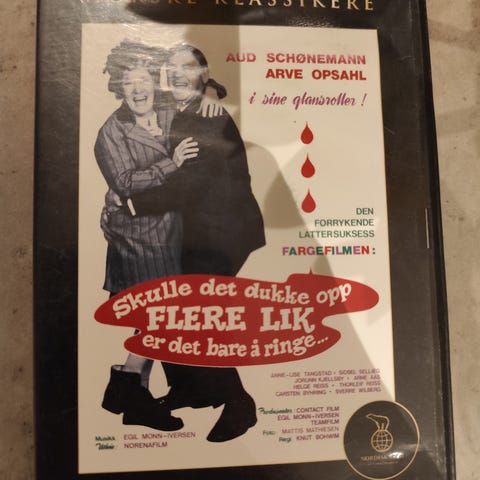 KLASSIKERE
AUD SCHØNEMANN
ARVE OPSAHL
i sine glansroller !
DEN
FORRYKENDE
LATTERSUKSESS
FARGEFILMEN :
Skulle det dukke opp
FLERE LIK
er det bare å ringe...
ANNE-LISE TANGSTAD • SIDSEL SELLIEG
JORUNN KJELLSBY • ARNE AAS
HELGE REISS • THORLEIF REISS
CARSTEN BYHRING • SVERRE WILBERG
Produsenter: CONTACT FILM
EGIL MONN-IVERSEN
TEAMFILM
Foto: MATTIS MATHIESEN
Regi: KNUT BOHWIM
Musikk: EGIL MONN-IVERSEN
Utleie: NORENAFILM